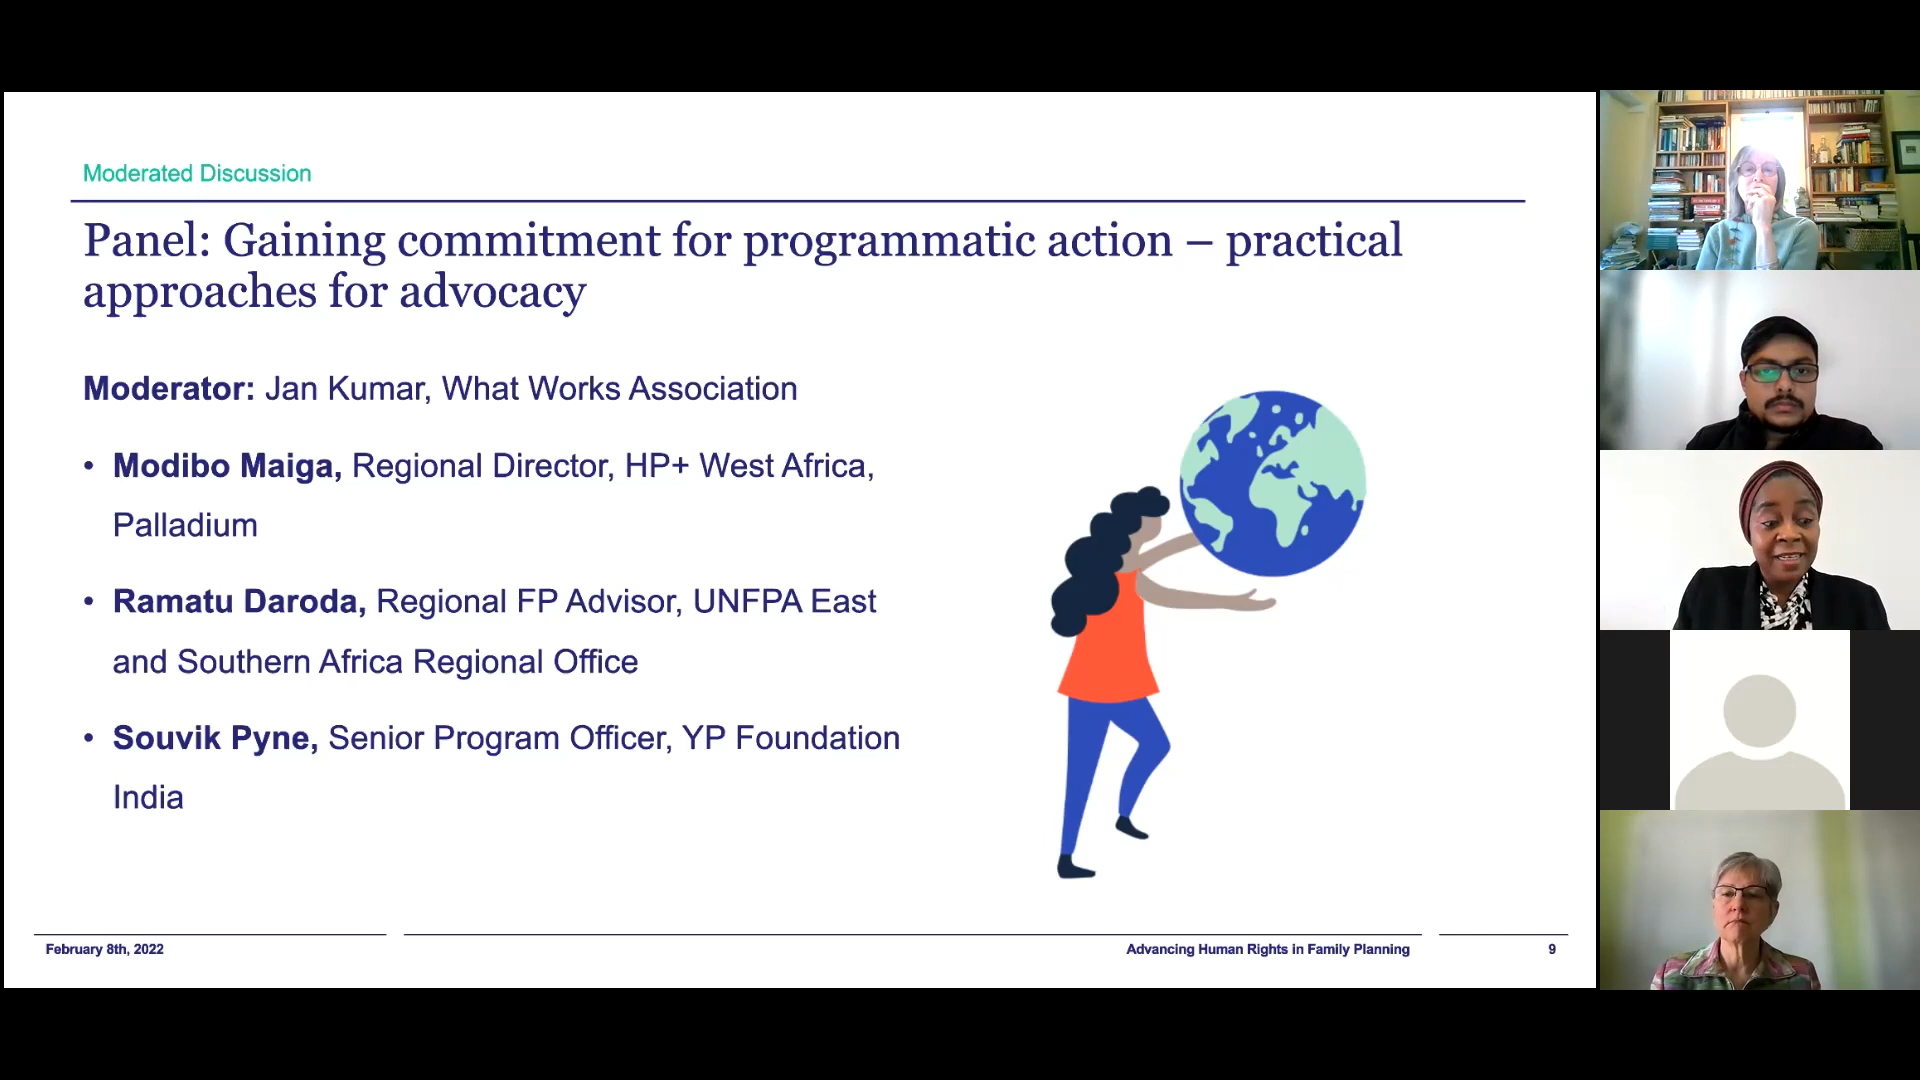 Moderated Discussion
Panel: Gaining commitment for programmatic action – practical
approaches for advocacy
Moderator: Jan Kumar, What Works Association
• Modibo Maiga, Regional Director, HP+ West Africa,
Palladium
• Ramatu Daroda, Regional FP Advisor, UNFPA East
and Southern Africa Regional Office
• Souvik Pyne, Senior Program Officer, YP Foundation
India
February 8th, 2022
Advancing Human Rights in Family Planning
9